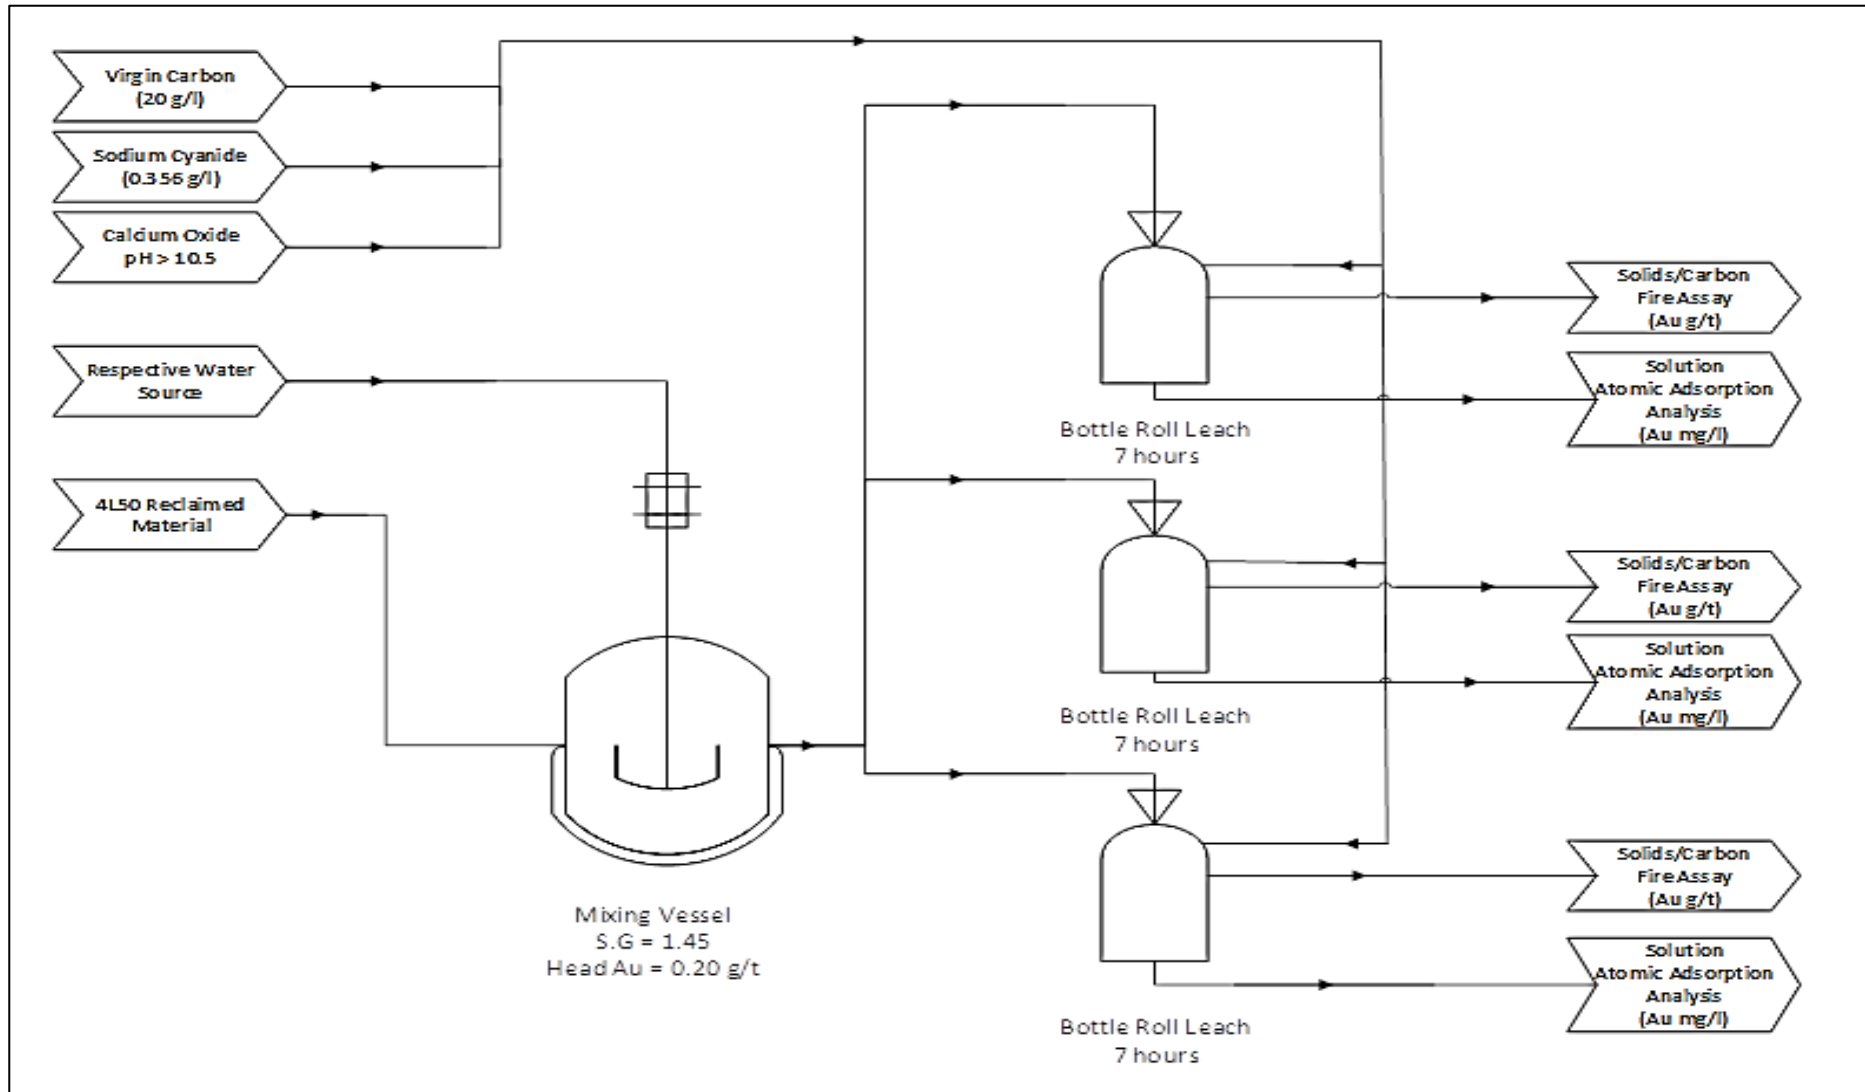 Virgin Carbon
(20 g/l)
Sodium Cyanide
(0.356 g/l)
Calcium Oxide
pH > 10.5
Respective Water
Source
4L50 Reclaimed
Material
Mixing Vessel
S.G = 1.45
Head Au = 0.20 g/t
Bottle Roll Leach
7 hours
Solids/Carbon
Fire Assay
(Au g/t)
Solution
Atomic Adsorption
Analysis
(Au mg/l)
Bottle Roll Leach
7 hours
Solids/Carbon
Fire Assay
(Au g/t)
Solution
Atomic Adsorption
Analysis
(Au mg/l)
Bottle Roll Leach
7 hours
Solids/Carbon
Fire Assay
(Au g/t)
Solution
Atomic Adsorption
Analysis
(Au mg/l)